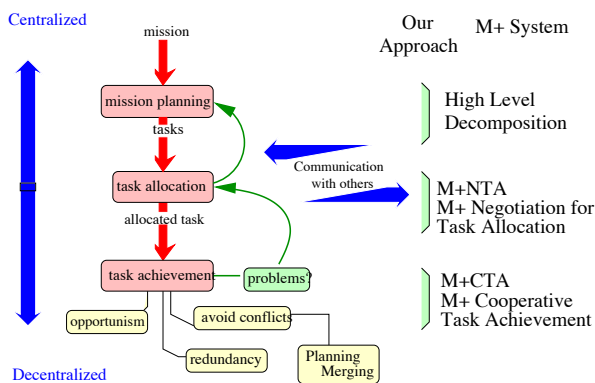 Centralized
mission
Our
Approach
M+ System
mission planning
High Level
Decomposition
tasks
Communication
with others
task allocation
M+NTA
M+ Negotiation for
Task Allocation
allocated task
task achievement
problems?
M+CTA
M+ Cooperative
Task Achievement
opportunism
avoid conflicts
redundancy
Planning
Merging
Decentralized